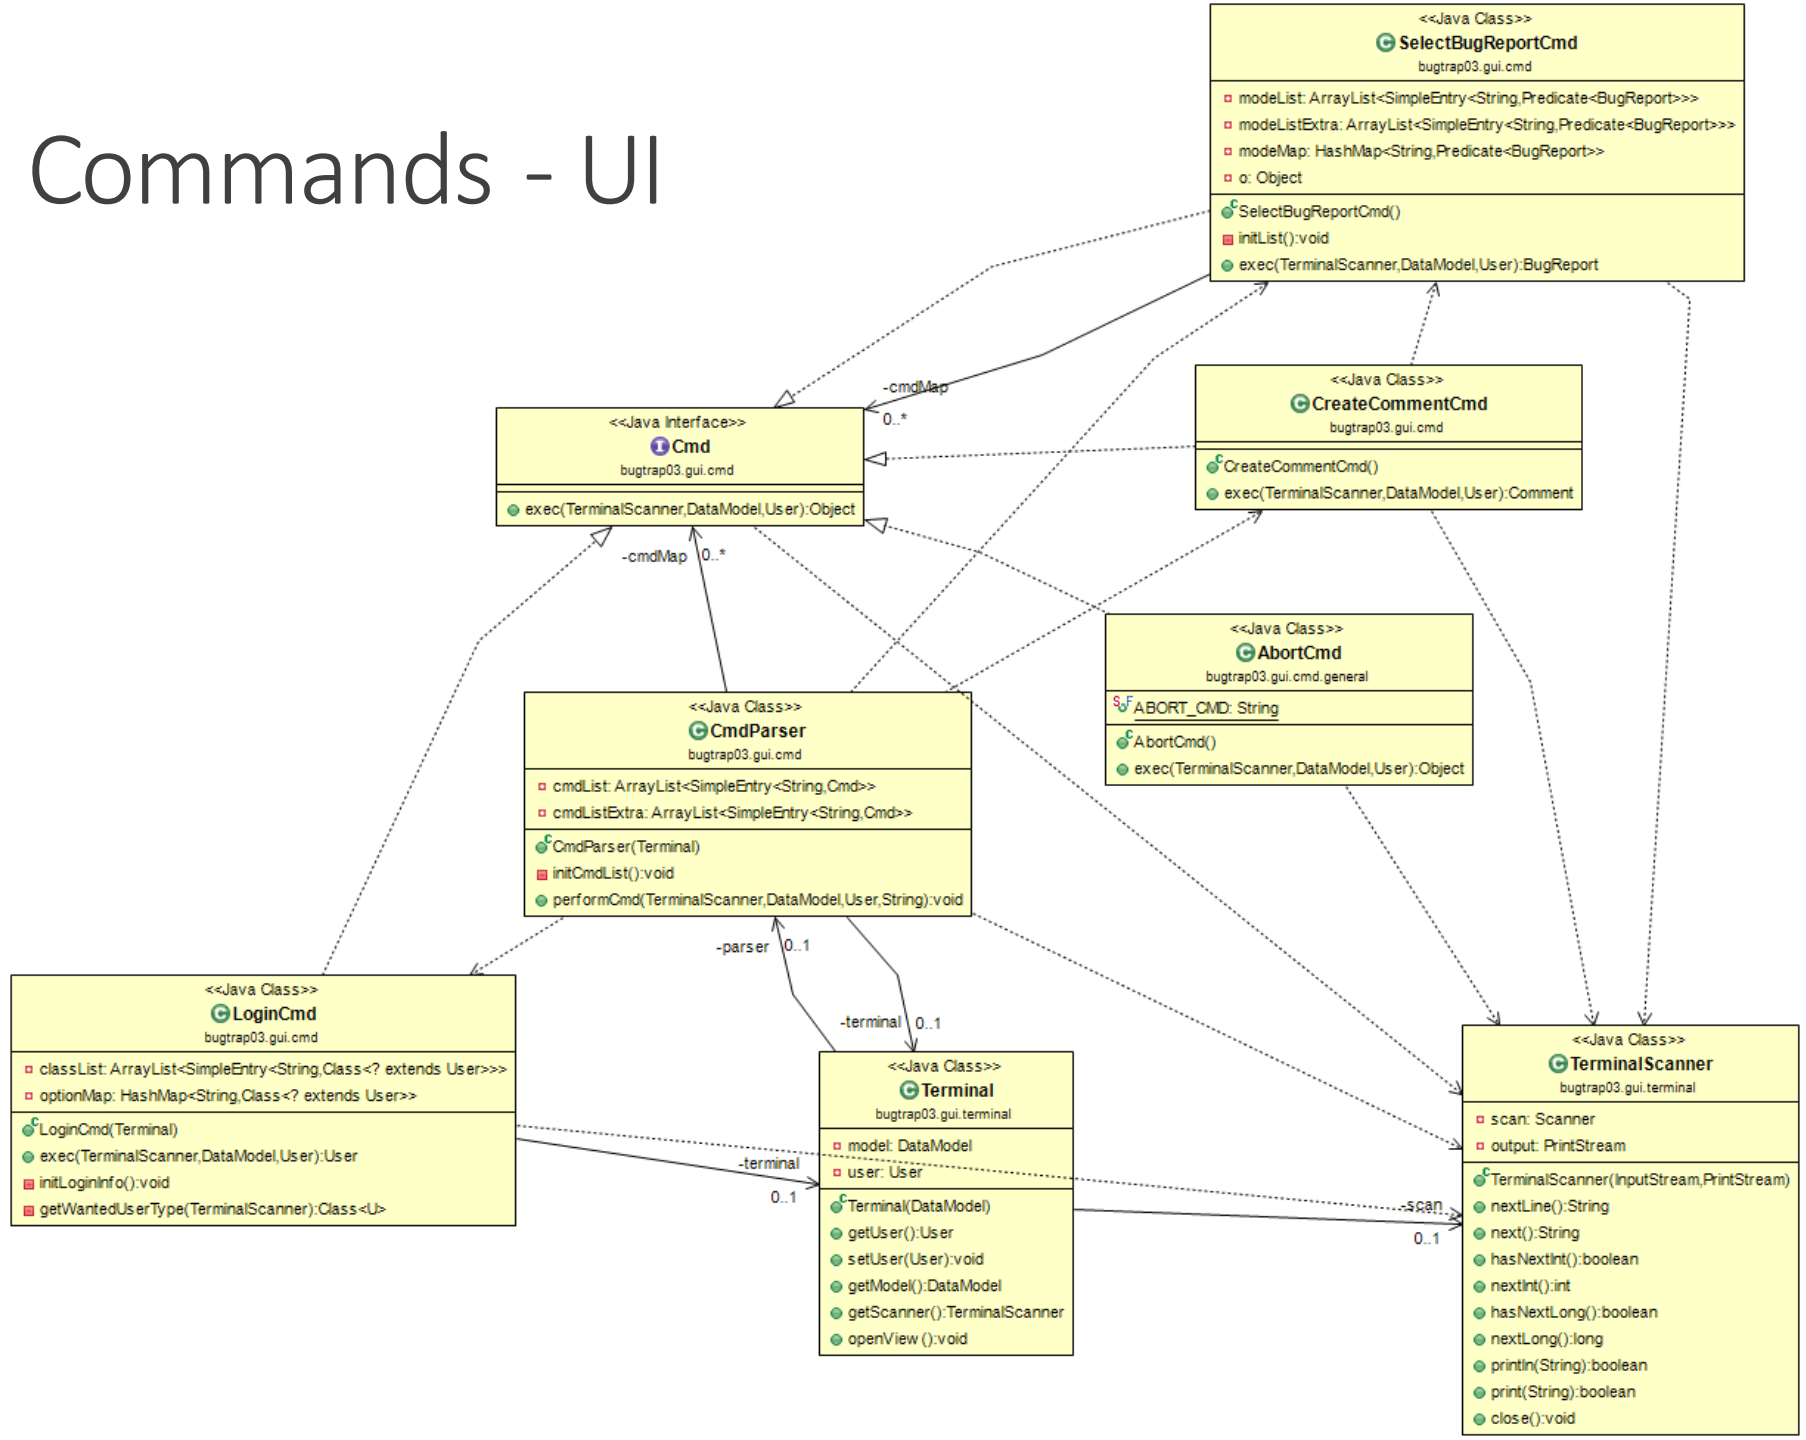 Commands - UI
<<Java Class>>
SelectBugReportCmd
bugtrap03.gui.cmd
modeList: ArrayList<SimpleEntry<String,Predicate<BugReport>>>
modeListExtra: ArrayList<SimpleEntry<String,Predicate<BugReport>>>
modeMap: HashMap<String,Predicate<BugReport>>
o: Object
SelectBugReportCmd()
initList():void
exec(TerminalScanner,DataModel,User):BugReport
-cmdMap
0..*
<<Java Class>>
CreateCommentCmd
bugtrap03.gui.cmd
CreateCommentCmd()
exec(TerminalScanner,DataModel,User):Comment
<<Java Interface>>
Cmd
bugtrap03.gui.cmd
exec(TerminalScanner,DataModel,User):Object
-cmdMap
0..*
<<Java Class>>
AbortCmd
bugtrap03.gui.cmd.general
ABORT_CMD: String
AbortCmd()
exec(TerminalScanner,DataModel,User):Object
<<Java Class>>
CmdParser
bugtrap03.gui.cmd
cmdList: ArrayList<SimpleEntry<String,Cmd>>
cmdListExtra: ArrayList<SimpleEntry<String,Cmd>>
CmdParser(Terminal)
initCmdList():void
performCmd(TerminalScanner,DataModel,User,String):void
-parser
0..1
-terminal
0..1
<<Java Class>>
LoginCmd
bugtrap03.gui.cmd
classList: ArrayList<SimpleEntry<String,Class<? extends User>>>
optionMap: HashMap<String,Class<? extends User>>
LoginCmd(Terminal)
exec(TerminalScanner,DataModel,User):User
initLoginInfo():void
getWantedUserType(TerminalScanner):Class<U>
-terminal
0..1
<<Java Class>>
Terminal
bugtrap03.gui.terminal
model: DataModel
user: User
Terminal(DataModel)
getUser():User
setUser(User):void
getModel():DataModel
getScanner():TerminalScanner
openView():void
-scan
0..1
<<Java Class>>
TerminalScanner
bugtrap03.gui.terminal
scan: Scanner
output: PrintStream
TerminalScanner(InputStream,PrintStream)
nextLine():String
next():String
hasNextInt():boolean
nextInt():int
hasNextLong():boolean
nextLong():long
println(String):boolean
print(String):boolean
close():void